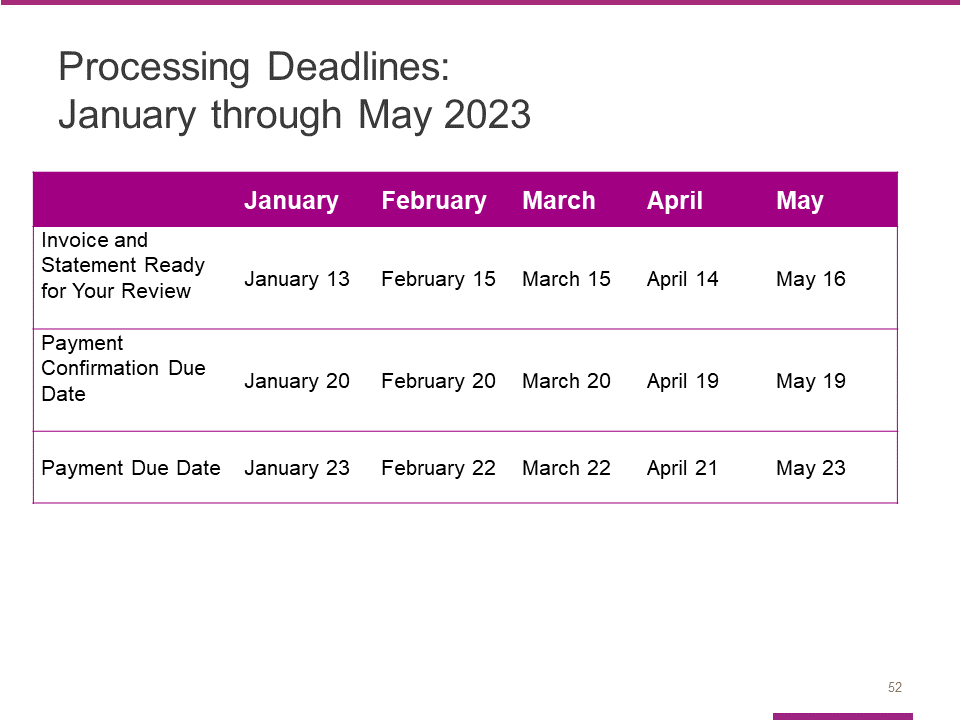 Processing Deadlines:
January through May 2023
January February March April May
Invoice and
Statement Ready
for Your Review
January 13 February 15 March 15 April 14 May 16
Payment
Confirmation Due
Date
January 20 February 20 March 20 April 19 May 19
Payment Due Date January 23 February 22 March 22 April 21 May 23
52